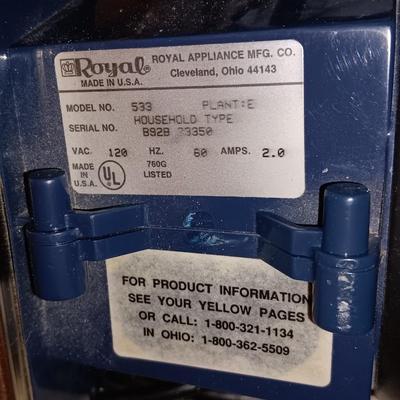 Royal® ROYAL APPLIANCE MFG. CO.
MADE IN U.S.A. Cleveland, Ohio 44143
MODEL NO. 533 PLANT:E
HOUSEHOLD TYPE
SERIAL NO. B92B 33350
VAC. 120 HZ. 60 AMPS. 2.0
MADE IN U.S.A. UL 760G LISTED
FOR PRODUCT INFORMATION
SEE YOUR YELLOW PAGES
OR CALL: 1-800-321-1134
IN OHIO: 1-800-362-5509